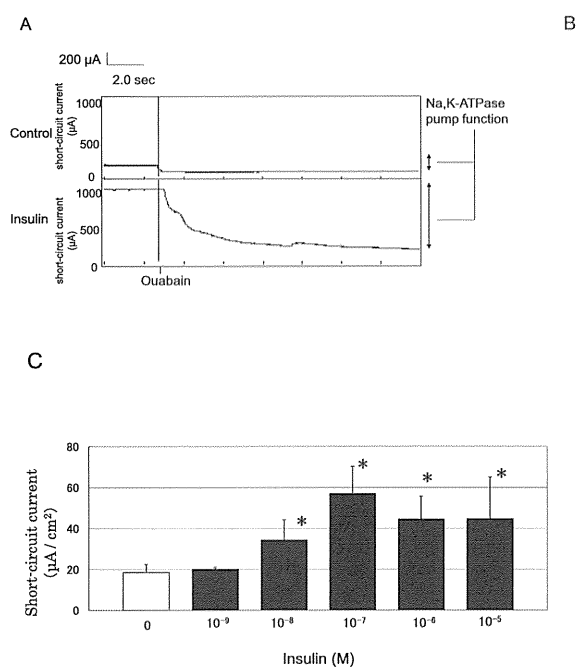 A
B
200 µA
2.0 sec
Control
short-circuit current
(µA)
1000
500
0
Na,K-ATPase
pump function
Insulin
short-circuit current
(µA)
1000
500
0
Ouabain
C
Short-circuit current
(µA / cm²)
80
60
40
20
0
*
*
*
*
0
10⁻⁹
10⁻⁸
10⁻⁷
10⁻⁶
10⁻⁵
Insulin (M)